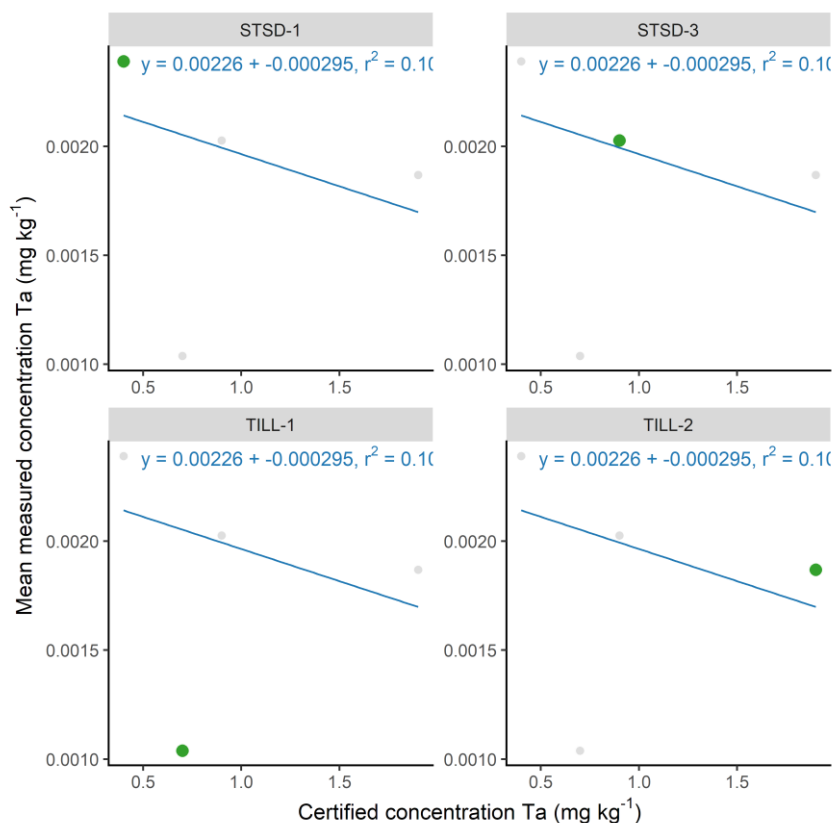 STSD-1
STSD-3
y = 0.00226 + -0.000295, r² = 0.10
y = 0.00226 + -0.000295, r² = 0.10
0.0020
0.0015
0.0010
0.0020
0.0015
0.0010
0.5 1.0 1.5
0.5 1.0 1.5
TILL-1
TILL-2
y = 0.00226 + -0.000295, r² = 0.10
y = 0.00226 + -0.000295, r² = 0.10
0.0020
0.0015
0.0010
0.0020
0.0015
0.0010
0.5 1.0 1.5
0.5 1.0 1.5
Mean measured concentration Ta (mg kg⁻¹)
Certified concentration Ta (mg kg⁻¹)